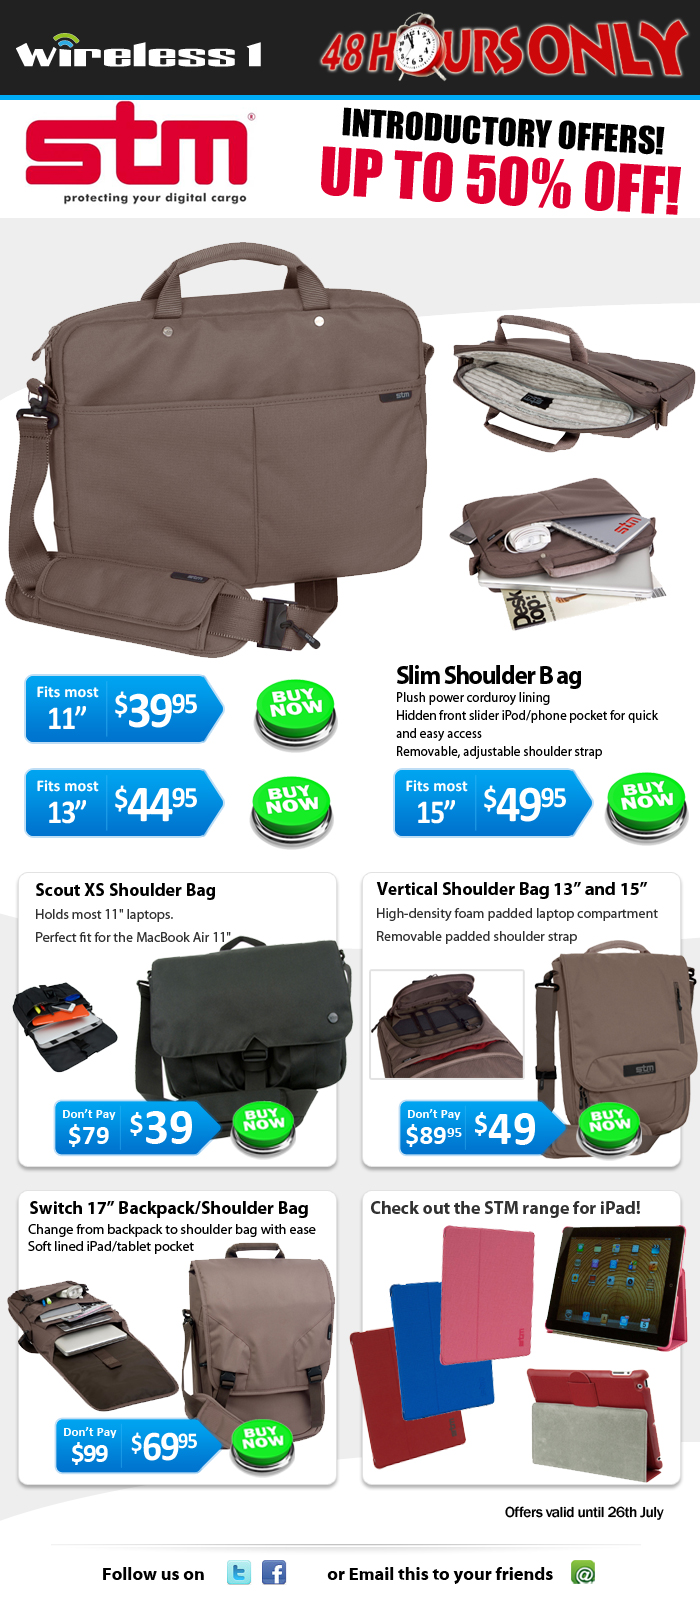 wireless 1
48 HOURS ONLY
stm®
protecting your digital cargo
INTRODUCTORY OFFERS!
UP TO 50% OFF!
stm
stm
Desk
top:
Fits most
11”
$39 95
BUY
NOW
Slim Shoulder B ag
Plush power corduroy lining
Hidden front slider iPod/phone pocket for quick
and easy access
Removable, adjustable shoulder strap
Fits most
13”
$44 95
BUY
NOW
Fits most
15”
$49 95
BUY
NOW
Scout XS Shoulder Bag
Holds most 11" laptops.
Perfect fit for the MacBook Air 11"
Don’t Pay
$79
$39
BUY
NOW
Vertical Shoulder Bag 13” and 15”
High-density foam padded laptop compartment
Removable padded shoulder strap
stm
Don’t Pay
$89 95
$49
BUY
NOW
Switch 17” Backpack/Shoulder Bag
Change from backpack to shoulder bag with ease
Soft lined iPad/tablet pocket
Don’t Pay
$99
$69 95
BUY
NOW
Check out the STM range for iPad!
stm
Offers valid until 26th July
Follow us on
or Email this to your friends